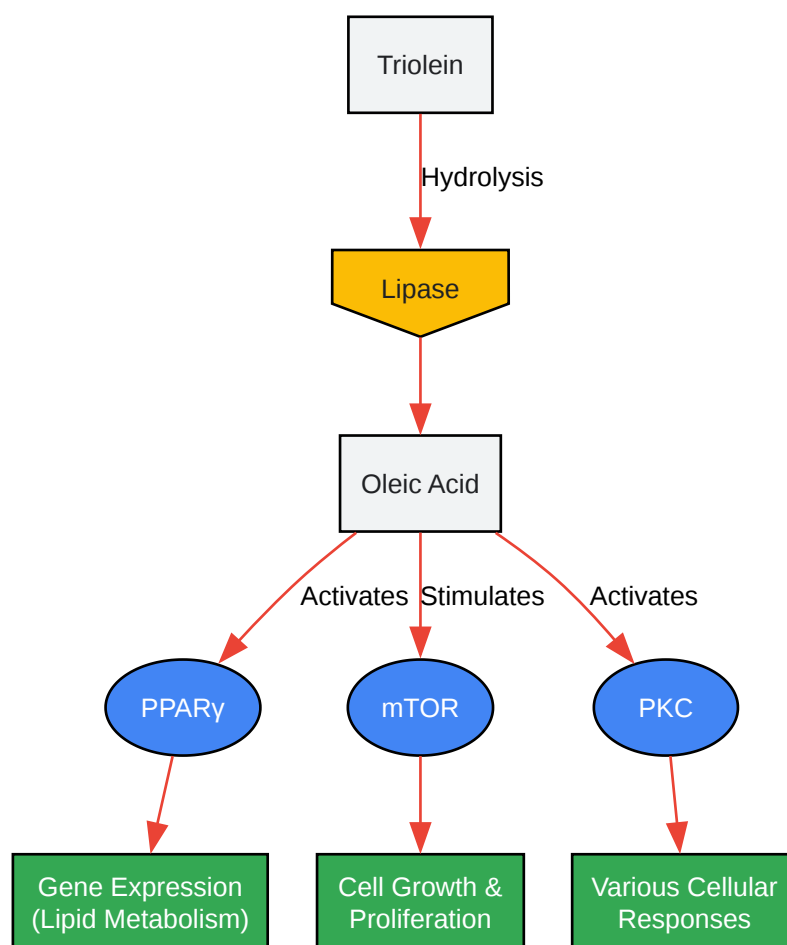 Triolein
Hydrolysis
Lipase
Oleic Acid
Activates
Stimulates
Activates
PPARγ
mTOR
PKC
Gene Expression
(Lipid Metabolism)
Cell Growth &
Proliferation
Various Cellular
Responses